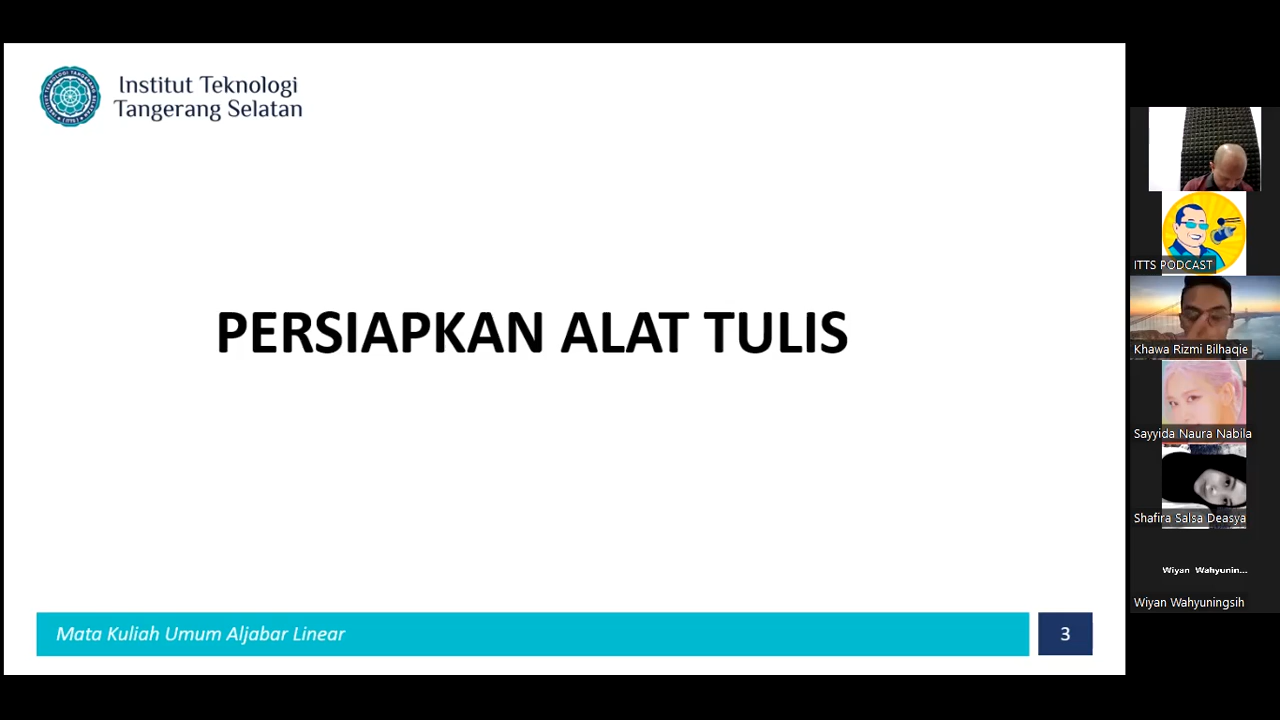 Institut Teknologi
Tangerang Selatan
PERSIAPKAN ALAT TULIS
Mata Kuliah Umum Aljabar Linear
3
ITTS PODCAST
Khawa Rizmi Bilhaqie
Sayyida Naura Nabila
Shafira Salsa Deasya
Wiyan Wahyunin...
Wiyan Wahyuningsih